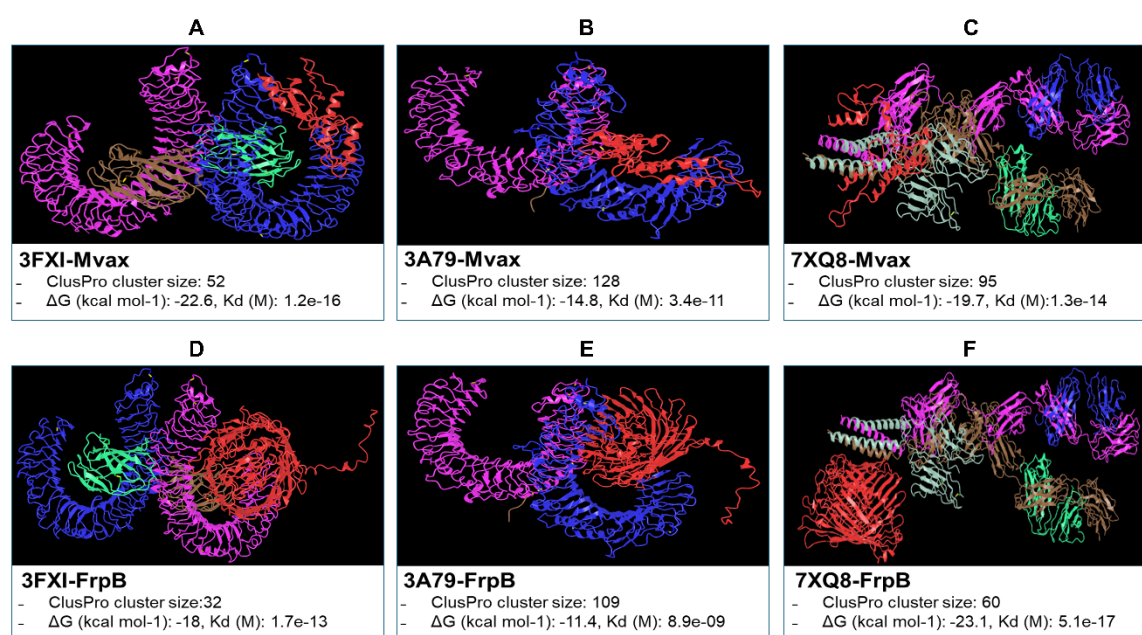 A
B
C
3FXI-Mvax
- ClusPro cluster size: 52
- ΔG (kcal mol-1): -22.6, Kd (M): 1.2e-16
3A79-Mvax
- ClusPro cluster size: 128
- ΔG (kcal mol-1): -14.8, Kd (M): 3.4e-11
7XQ8-Mvax
- ClusPro cluster size: 95
- ΔG (kcal mol-1): -19.7, Kd (M):1.3e-14
D
E
F
3FXI-FrpB
- ClusPro cluster size:32
- ΔG (kcal mol-1): -18, Kd (M): 1.7e-13
3A79-FrpB
- ClusPro cluster size: 109
- ΔG (kcal mol-1): -11.4, Kd (M): 8.9e-09
7XQ8-FrpB
- ClusPro cluster size: 60
- ΔG (kcal mol-1): -23.1, Kd (M): 5.1e-17